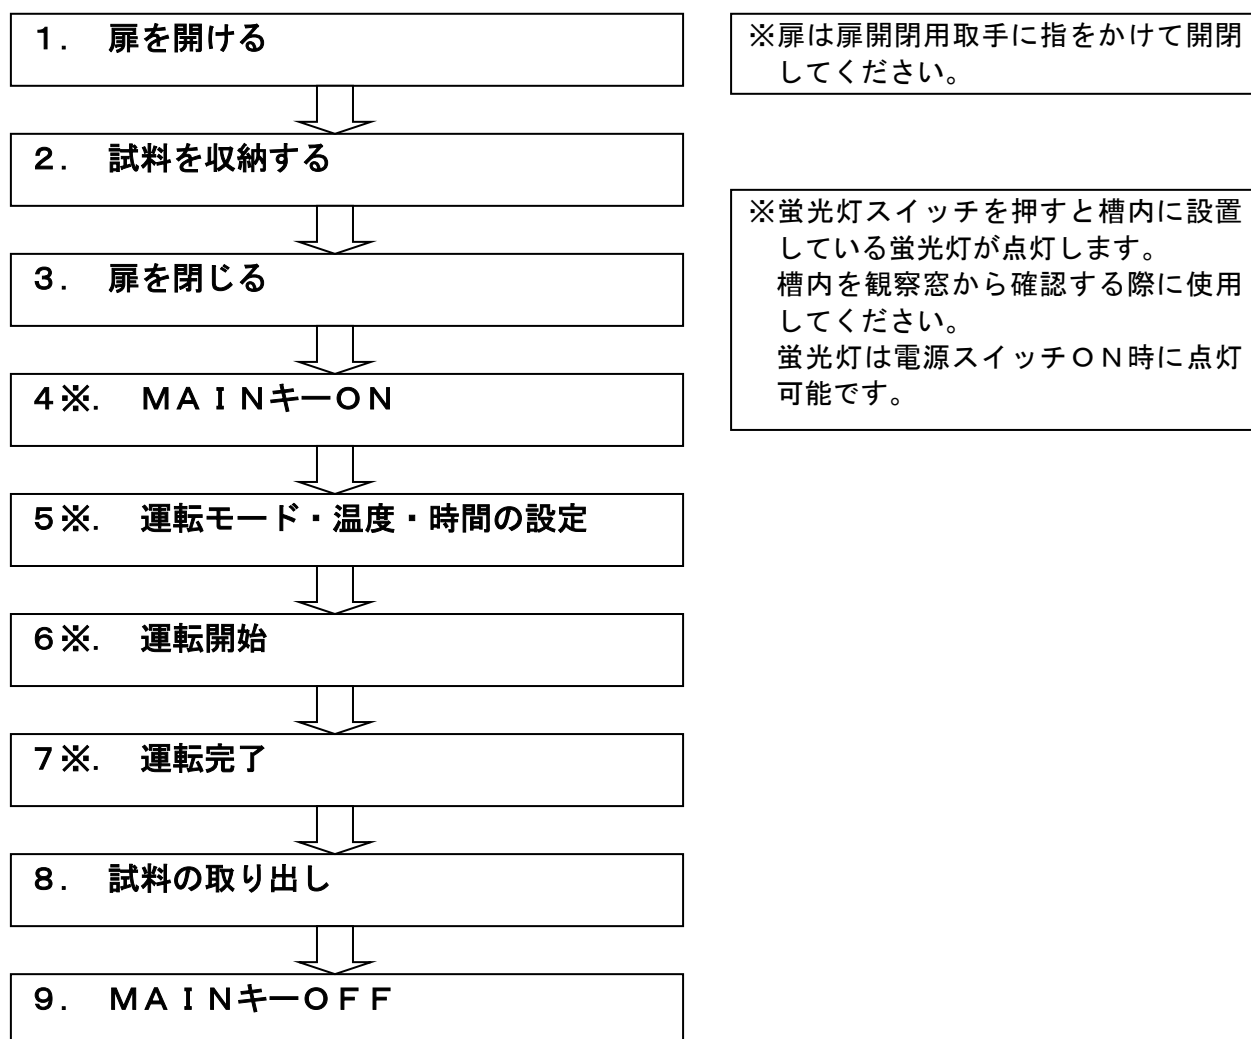 １．　扉を開ける
２．　試料を収納する
３．　扉を閉じる
４※．　ＭＡＩＮキーＯＮ
５※．　運転モード・温度・時間の設定
６※．　運転開始
７※．　運転完了
８．　試料の取り出し
９．　ＭＡＩＮキーＯＦＦ
※扉は扉開閉用取手に指をかけて開閉
してください。
※蛍光灯スイッチを押すと槽内に設置
している蛍光灯が点灯します。
槽内を観察窓から確認する際に使用
してください。
蛍光灯は電源スイッチＯＮ時に点灯
可能です。